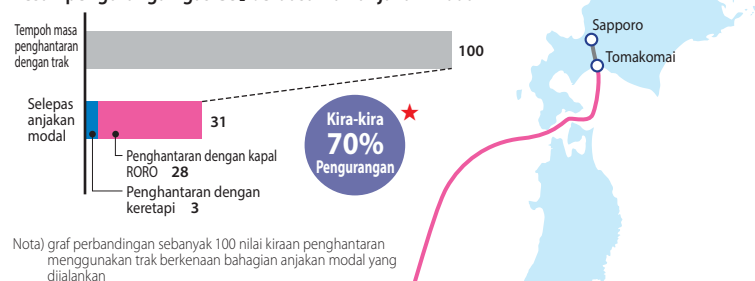 Tempoh masa
penghantaran
dengan trak
100
Selepas
anjakan
modal
31
Penghantaran dengan kapal
RORO 28
Penghantaran dengan
keretapi 3
Kira-kira
70%
Pengurangan
Sapporo
Tomakomai
Nota) graf perbandingan sebanyak 100 nilai kiraan penghantaran
menggunakan trak berkenaan bahagian anjakan modal yang
dijalankan